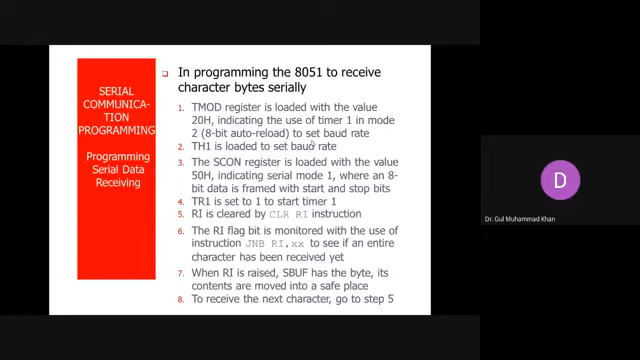 SERIAL
COMMUNICA-
TION
PROGRAMMING
Programming
Serial Data
Receiving
❑ In programming the 8051 to receive
character bytes serially
1. TMOD register is loaded with the value
20H, indicating the use of timer 1 in mode
2 (8-bit auto-reload) to set baud rate
2. TH1 is loaded to set baud rate
3. The SCON register is loaded with the value
50H, indicating serial mode 1, where an 8-
bit data is framed with start and stop bits
4. TR1 is set to 1 to start timer 1
5. RI is cleared by CLR RI instruction
6. The RI flag bit is monitored with the use of
instruction JNB RI,xx to see if an entire
character has been received yet
7. When RI is raised, SBUF has the byte, its
contents are moved into a safe place
8. To receive the next character, go to step 5
D
Dr. Gul Muhammad Khan